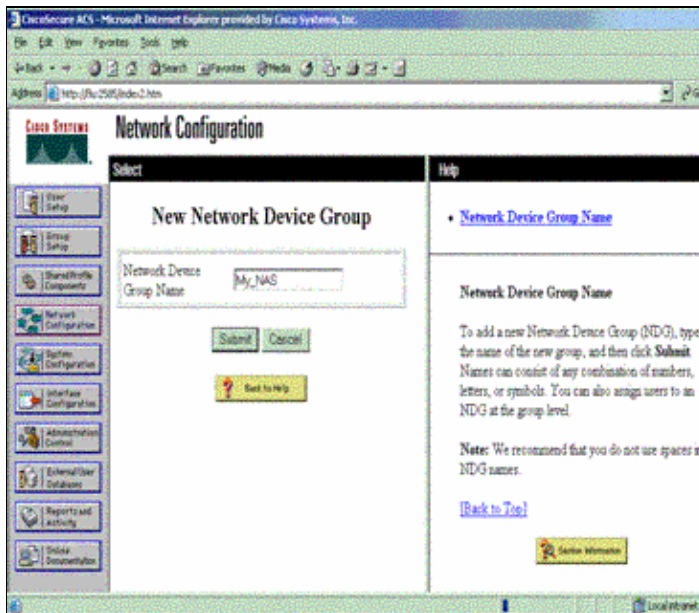 CiscoSecure ACS - Microsoft Internet Explorer provided by Cisco Systems, Inc.
File Edit View Favorites Tools Help
Back Search Favorites Media
Address http://
index2.htm
CISCO SYSTEMS
Network Configuration
Select
Help
User Setup
Group Setup
Shared Profile Components
Network Configuration
System Configuration
Interface Configuration
Administration Control
External User Databases
Reports and Activity
Online Documentation
New Network Device Group
Network Device Group Name
My_NAS
Submit Cancel
Back to Help
• Network Device Group Name
Network Device Group Name
To add a new Network Device Group (NDG), type
the name of the new group, and then click Submit.
Names can consist of any combination of numbers,
letters, or symbols. You can also assign users to an
NDG at the group level.
Note: We recommend that you do not use spaces in
NDG names.
[Back to Top]
Section Information
Local intranet